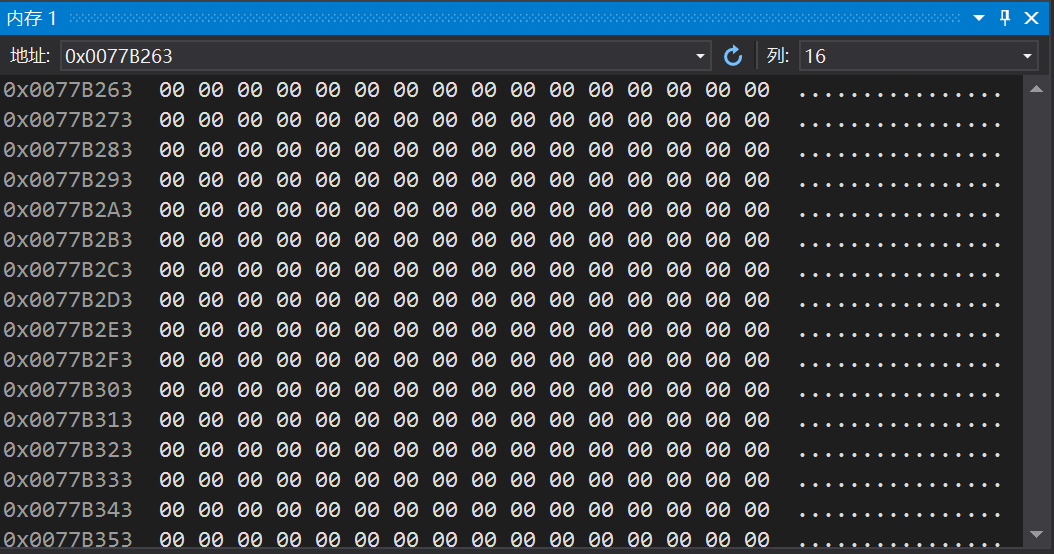 内存 1
地址: 0x0077B263 列: 16
0x0077B263 00 00 00 00 00 00 00 00 00 00 00 00 00 00 00 00 ................
0x0077B273 00 00 00 00 00 00 00 00 00 00 00 00 00 00 00 00 ................
0x0077B283 00 00 00 00 00 00 00 00 00 00 00 00 00 00 00 00 ................
0x0077B293 00 00 00 00 00 00 00 00 00 00 00 00 00 00 00 00 ................
0x0077B2A3 00 00 00 00 00 00 00 00 00 00 00 00 00 00 00 00 ................
0x0077B2B3 00 00 00 00 00 00 00 00 00 00 00 00 00 00 00 00 ................
0x0077B2C3 00 00 00 00 00 00 00 00 00 00 00 00 00 00 00 00 ................
0x0077B2D3 00 00 00 00 00 00 00 00 00 00 00 00 00 00 00 00 ................
0x0077B2E3 00 00 00 00 00 00 00 00 00 00 00 00 00 00 00 00 ................
0x0077B2F3 00 00 00 00 00 00 00 00 00 00 00 00 00 00 00 00 ................
0x0077B303 00 00 00 00 00 00 00 00 00 00 00 00 00 00 00 00 ................
0x0077B313 00 00 00 00 00 00 00 00 00 00 00 00 00 00 00 00 ................
0x0077B323 00 00 00 00 00 00 00 00 00 00 00 00 00 00 00 00 ................
0x0077B333 00 00 00 00 00 00 00 00 00 00 00 00 00 00 00 00 ................
0x0077B343 00 00 00 00 00 00 00 00 00 00 00 00 00 00 00 00 ................
0x0077B353 00 00 00 00 00 00 00 00 00 00 00 00 00 00 00 00 ................